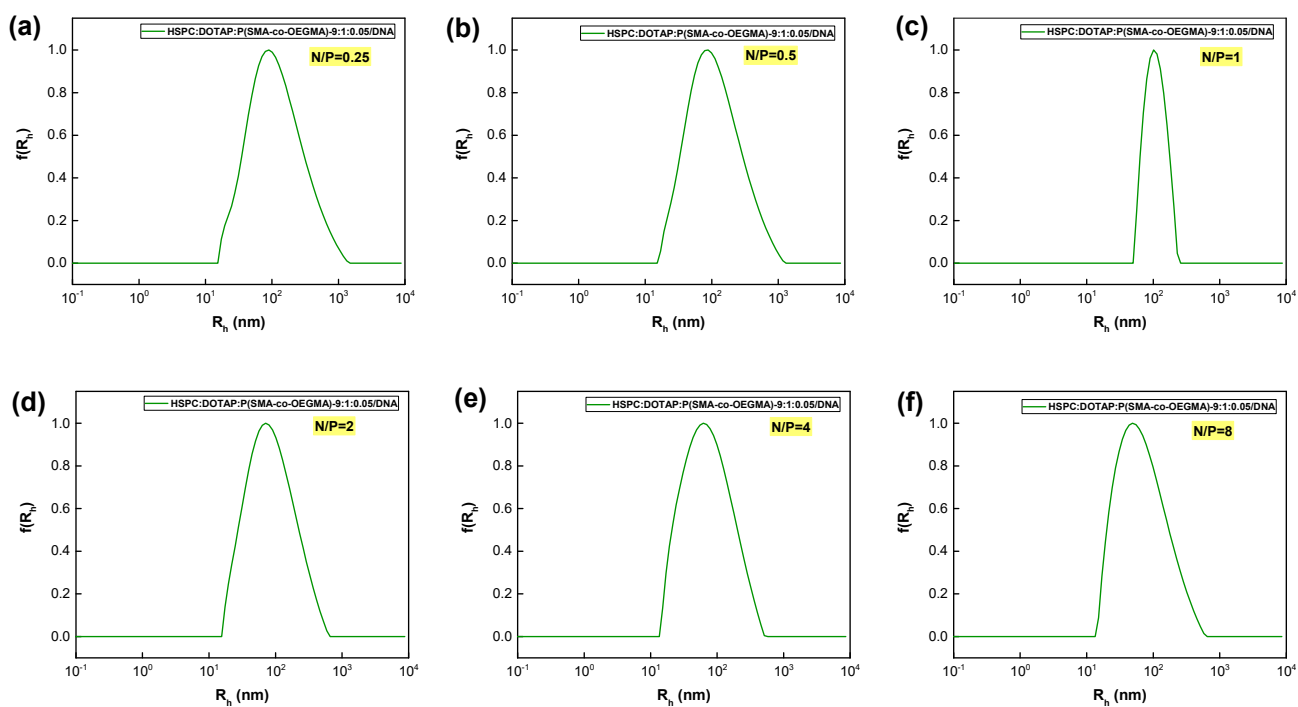 (a)
HSPC:DOTAP:P(SMA-co-OEGMA)-9:1:0.05/DNA
N/P=0.25
1.0
0.8
0.6
0.4
0.2
0.0
f(Rh)
10-1 100 101 102 103 104
Rh (nm)
(b)
HSPC:DOTAP:P(SMA-co-OEGMA)-9:1:0.05/DNA
N/P=0.5
1.0
0.8
0.6
0.4
0.2
0.0
f(Rh)
10-1 100 101 102 103 104
Rh (nm)
(c)
HSPC:DOTAP:P(SMA-co-OEGMA)-9:1:0.05/DNA
N/P=1
1.0
0.8
0.6
0.4
0.2
0.0
f(Rh)
10-1 100 101 102 103 104
Rh (nm)
(d)
HSPC:DOTAP:P(SMA-co-OEGMA)-9:1:0.05/DNA
N/P=2
1.0
0.8
0.6
0.4
0.2
0.0
f(Rh)
10-1 100 101 102 103 104
Rh (nm)
(e)
HSPC:DOTAP:P(SMA-co-OEGMA)-9:1:0.05/DNA
N/P=4
1.0
0.8
0.6
0.4
0.2
0.0
f(Rh)
10-1 100 101 102 103 104
Rh (nm)
(f)
HSPC:DOTAP:P(SMA-co-OEGMA)-9:1:0.05/DNA
N/P=8
1.0
0.8
0.6
0.4
0.2
0.0
f(Rh)
10-1 100 101 102 103 104
Rh (nm)